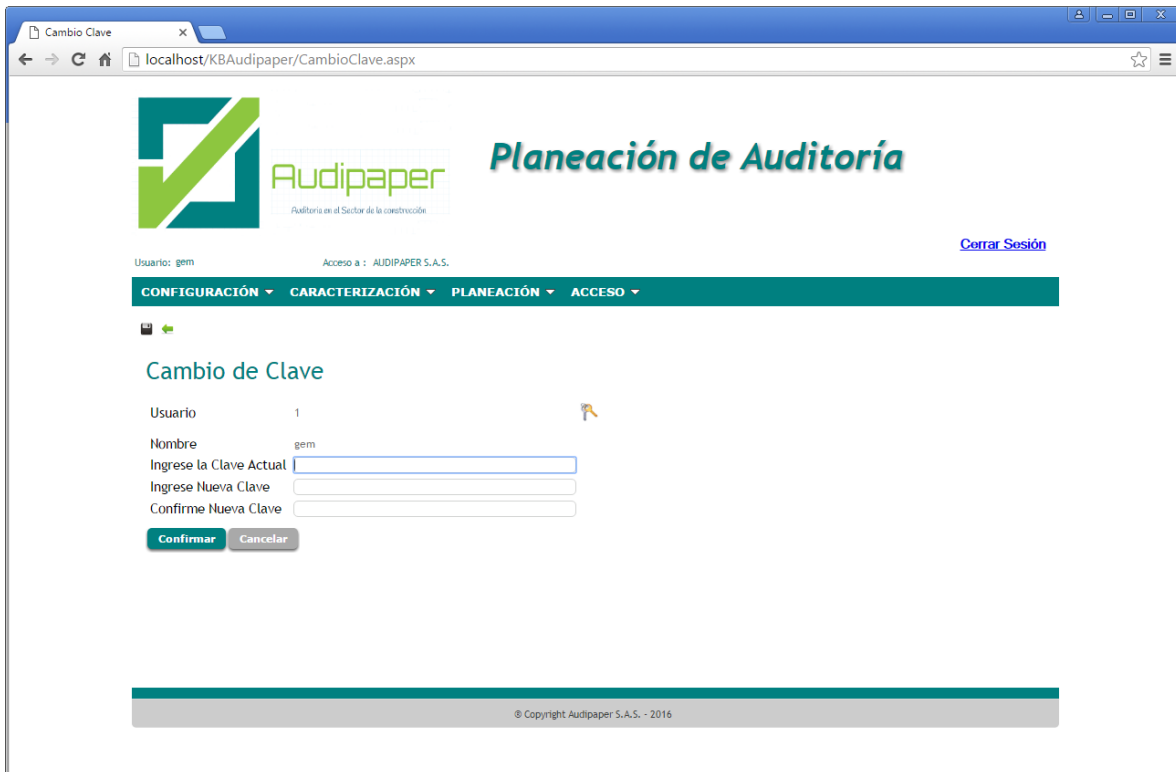 Cambio Clave
localhost/KBAudipaper/CambioClave.aspx
Audipaper
Auditoria en el Sector de la construcción
Planeación de Auditoría
Cerrar Sesión
Usuario: gem Acceso a : AUDIPAPER S.A.S.
CONFIGURACIÓN CARACTERIZACIÓN PLANEACIÓN ACCESO
Cambio de Clave
Usuario 1
Nombre gem
Ingrese la Clave Actual
Ingrese Nueva Clave
Confirme Nueva Clave
Confirmar Cancelar
® Copyright Audipaper S.A.S. - 2016